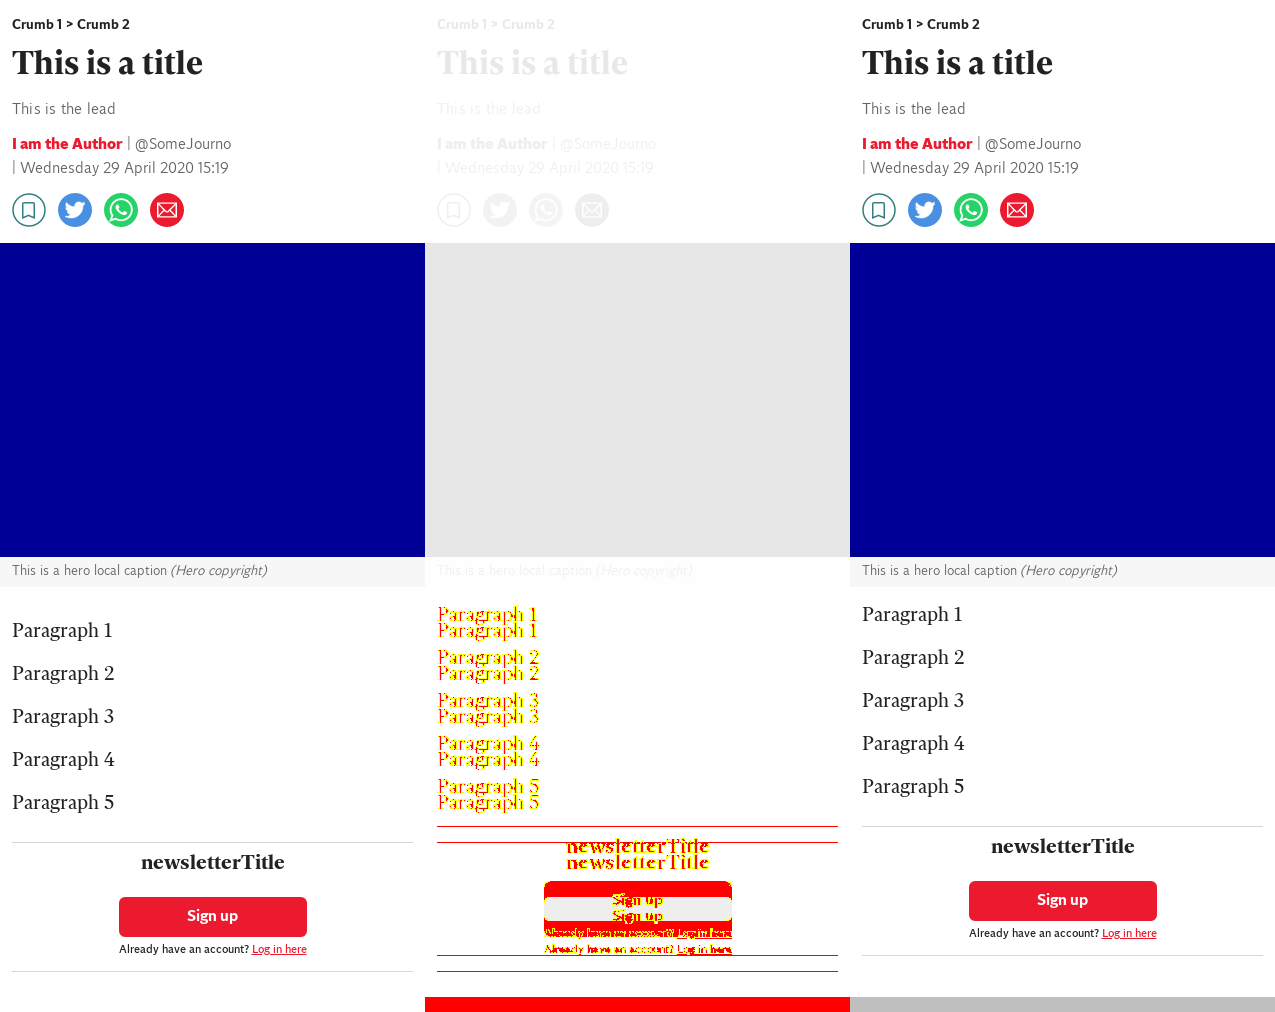 Crumb 1 > Crumb 2
This is a title
This is the lead
I am the Author | @SomeJourno
| Wednesday 29 April 2020 15:19
This is a hero local caption (Hero copyright)
Paragraph 1
Paragraph 2
Paragraph 3
Paragraph 4
Paragraph 5
newsletterTitle
Sign up
Already have an account? Log in here
Crumb 1 > Crumb 2
This is a title
This is the lead
I am the Author | @SomeJourno
| Wednesday 29 April 2020 15:19
This is a hero local caption (Hero copyright)
Paragraph 1
Paragraph 1
Paragraph 2
Paragraph 2
Paragraph 3
Paragraph 3
Paragraph 4
Paragraph 4
Paragraph 5
Paragraph 5
newsletterTitle
newsletterTitle
Sign up
Sign up
Already have an account? Log in here
Already have an account? Log in here
Crumb 1 > Crumb 2
This is a title
This is the lead
I am the Author | @SomeJourno
| Wednesday 29 April 2020 15:19
This is a hero local caption (Hero copyright)
Paragraph 1
Paragraph 2
Paragraph 3
Paragraph 4
Paragraph 5
newsletterTitle
Sign up
Already have an account? Log in here